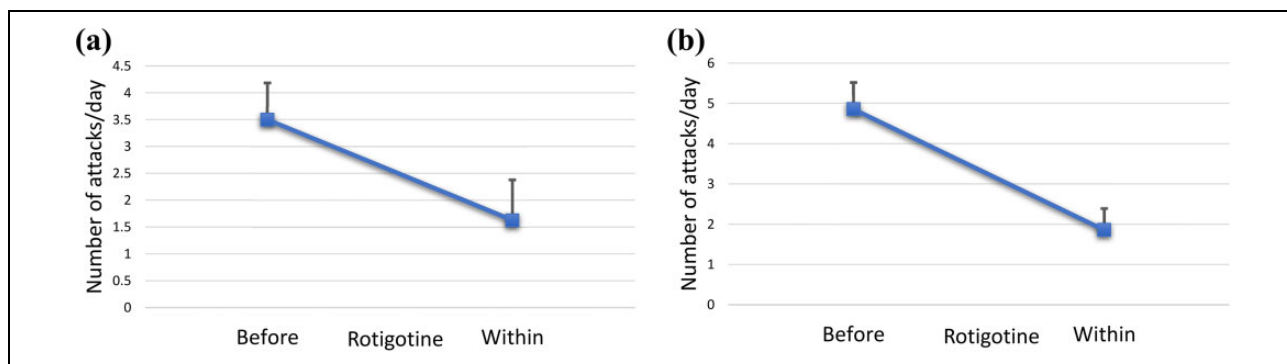 (a)
Number of attacks/day
4.5
4
3.5
3
2.5
2
1.5
1
0.5
0
Before Rotigotine Within
(b)
Number of attacks/day
6
5
4
3
2
1
0
Before Rotigotine Within